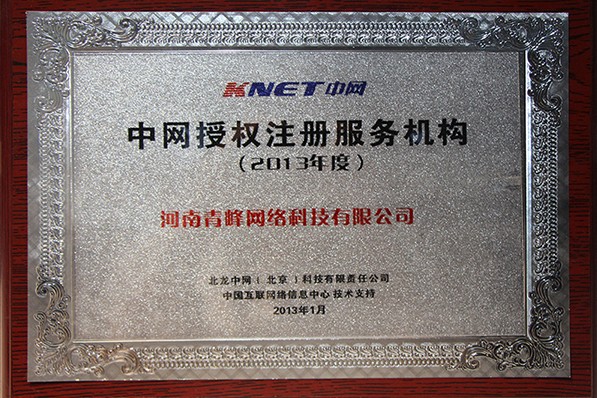 KNET中网
中网授权注册服务机构
(2013年度)
河南青峰网络科技有限公司
北龙中网(北京)科技有限责任公司
中国互联网络信息中心 技术支持
2013年1月